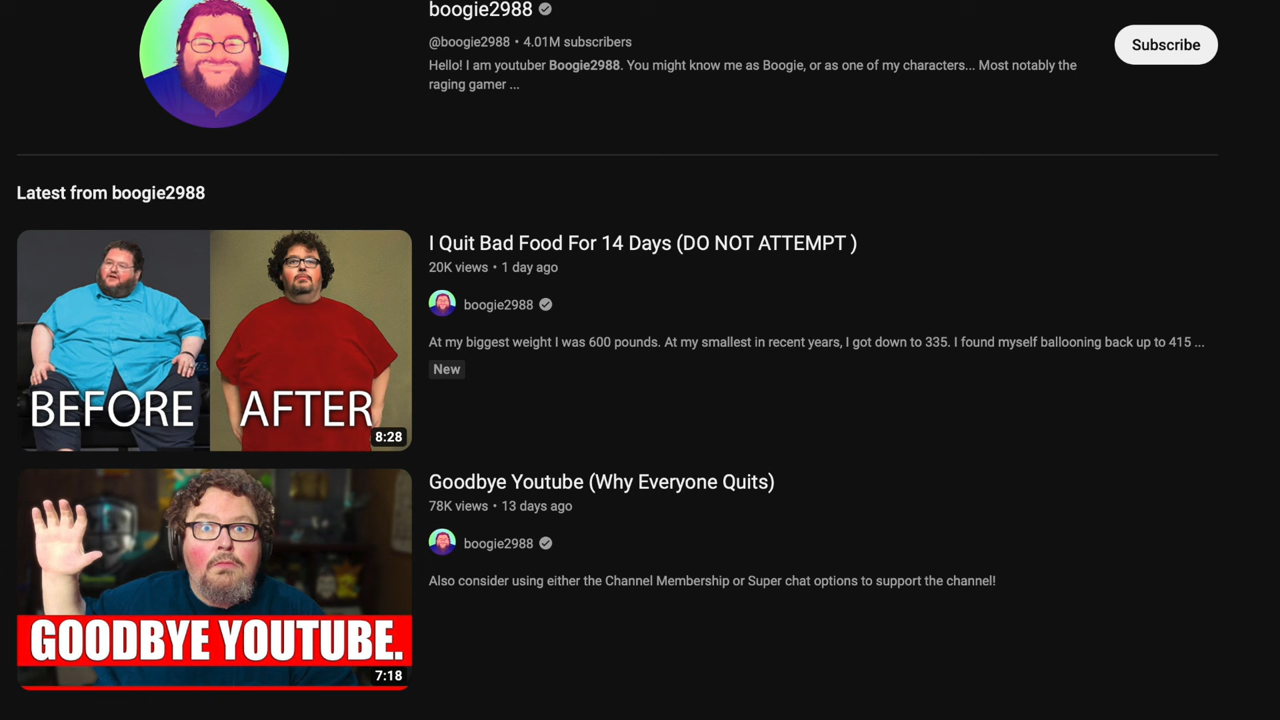 boogie2988
@boogie2988 • 4.01M subscribers
Subscribe
Hello! I am youtuber Boogie2988. You might know me as Boogie, or as one of my characters... Most notably the
raging gamer ...
Latest from boogie2988
BEFORE
AFTER
8:28
I Quit Bad Food For 14 Days (DO NOT ATTEMPT )
20K views • 1 day ago
boogie2988
At my biggest weight I was 600 pounds. At my smallest in recent years, I got down to 335. I found myself ballooning back up to 415 ...
New
GOODBYE YOUTUBE.
7:18
Goodbye Youtube (Why Everyone Quits)
78K views • 13 days ago
boogie2988
Also consider using either the Channel Membership or Super chat options to support the channel!